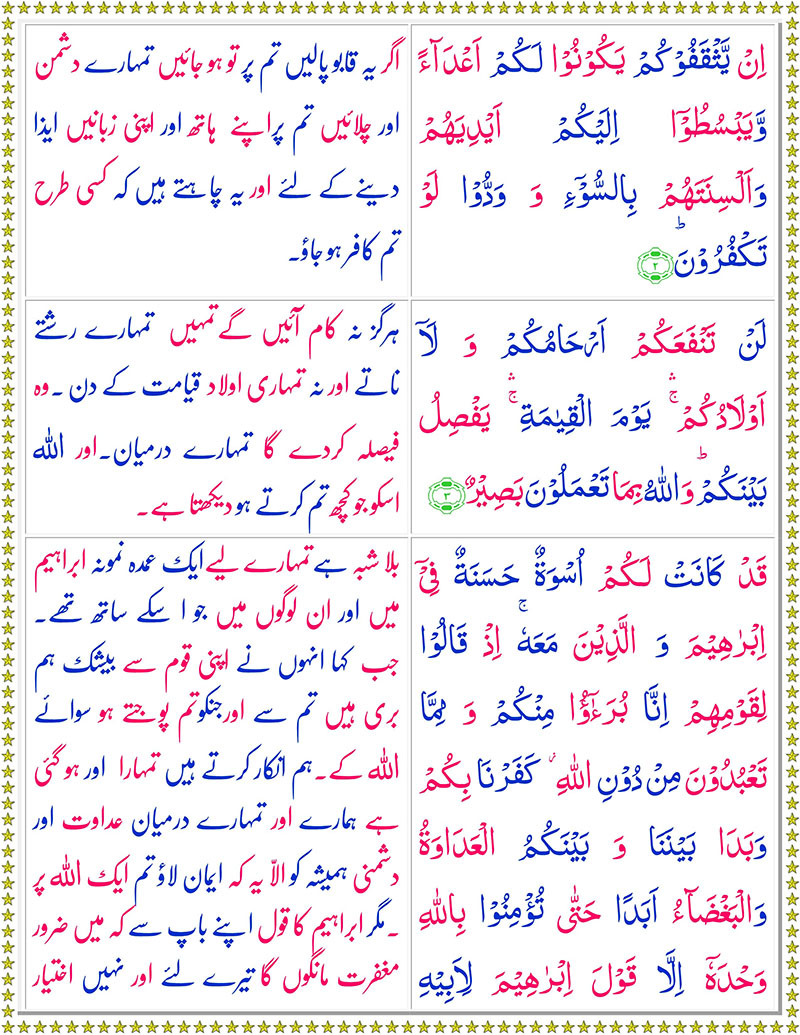 اِنۡ يَّثۡقَفُوۡكُمۡ يَكُوۡنُوۡا لَـكُمۡ اَعۡدَآءً
وَّيَبۡسُطُوۡۤا اِلَيۡكُمۡ اَيۡدِيَهُمۡ
وَاَلۡسِنَتَهُمۡ بِالسُّوۡٓءِ وَ وَدُّوۡا لَوۡ
تَكۡفُرُوۡنَؕ ﴿۲﴾
اگر یہ قابو پالیں تم پر تو ہو جائیں تمہارے دشمن
اور چلائیں تم پر اپنے ہاتھ اور اپنی زبانیں ایذا
دینے کے لئے اور یہ چاہتے ہیں کہ کسی طرح
تم کافر ہو جاؤ۔
لَنۡ تَنۡفَعَكُمۡ اَرۡحَامُكُمۡ وَ لَاۤ
اَوۡلَادُكُمۡ ۛۚ يَوۡمَ الۡقِيٰمَةِ ۛۚ يَفۡصِلُ
بَيۡنَكُمۡؕ وَاللّٰهُ بِمَا تَعۡمَلُوۡنَ بَصِيۡرٌ ﴿۳﴾
ہرگز نہ کام آئیں گے تمہیں تمہارے رشتے
ناتے اور نہ تمہاری اولاد قیامت کے دن ۔ وہ
فیصلہ کر دے گا تمہارے درمیان۔ اور اللہ
اسکو جو کچھ تم کرتے ہو دیکھتا ہے۔
قَدۡ كَانَتۡ لَـكُمۡ اُسۡوَةٌ حَسَنَةٌ فِىۡۤ
اِبۡرٰهِيۡمَ وَ الَّذِيۡنَ مَعَهٗۚ اِذۡ قَالُوۡا
لِقَوۡمِهِمۡ اِنَّا بُرَءٰٓؤُا مِنۡكُمۡ وَ مِمَّا
تَعۡبُدُوۡنَ مِنۡ دُوۡنِ اللّٰهِ كَفَرۡنَا بِكُمۡ
وَبَدَا بَيۡنَنَا وَ بَيۡنَكُمُ الۡعَدَاوَةُ
وَالۡبَغۡضَآءُ اَبَدًا حَتّٰى تُؤۡمِنُوۡا بِاللّٰهِ
وَحۡدَهٗۤ اِلَّا قَوۡلَ اِبۡرٰهِيۡمَ لِاَبِيۡهِ
بلا شبہ ہے تمہارے لیے ایک عمدہ نمونہ ابراہیم
میں اور ان لوگوں میں جو اسکے ساتھ تھے۔
جب کہا انہوں نے اپنی قوم سے بیشک ہم
بری ہیں تم سے اور جنکو تم پوجتے ہو سوائے
اللہ کے۔ ہم انکار کرتے ہیں تمہارا اور ہو گئی
ہے ہمارے اور تمہارے درمیان عداوت اور
دشمنی ہمیشہ کو الّا یہ کہ ایمان لاؤ تم ایک اللہ پر
۔ مگر ابراہیم کا قول اپنے باپ سے کہ میں ضرور
مغفرت مانگوں گا تیرے لئے اور نہیں اختیار